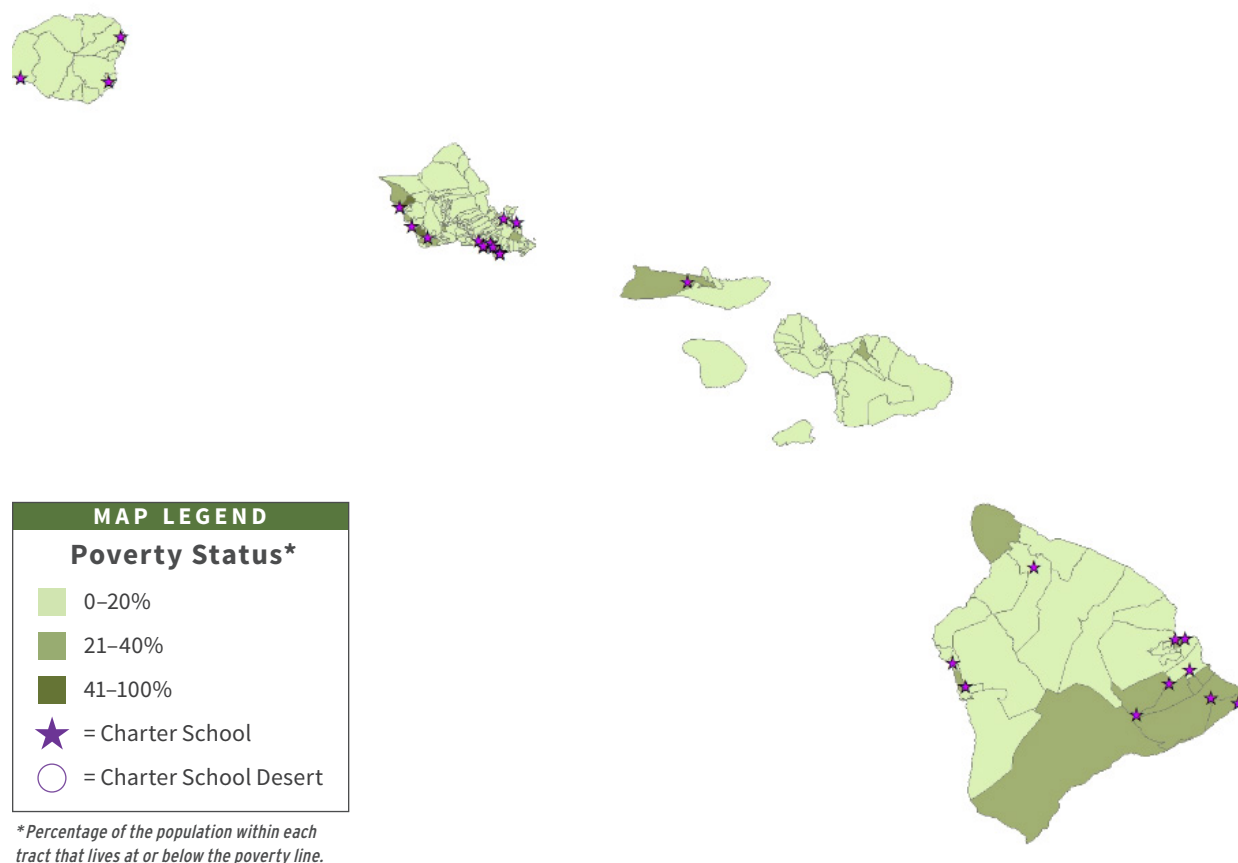 MAP LEGEND
Poverty Status*
0–20%
21–40%
41–100%
= Charter School
= Charter School Desert
*Percentage of the population within each
tract that lives at or below the poverty line.